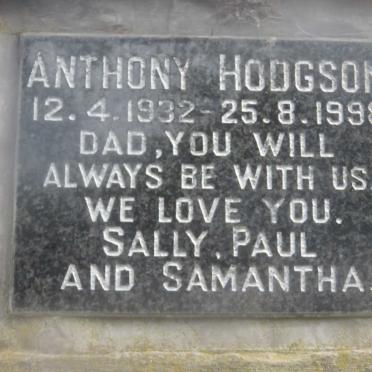 ANTHONY HODGSON
12.4.1932-25.8.1998
DAD, YOU WILL
ALWAYS BE WITH US.
WE LOVE YOU.
SALLY, PAUL
AND SAMANTHA.